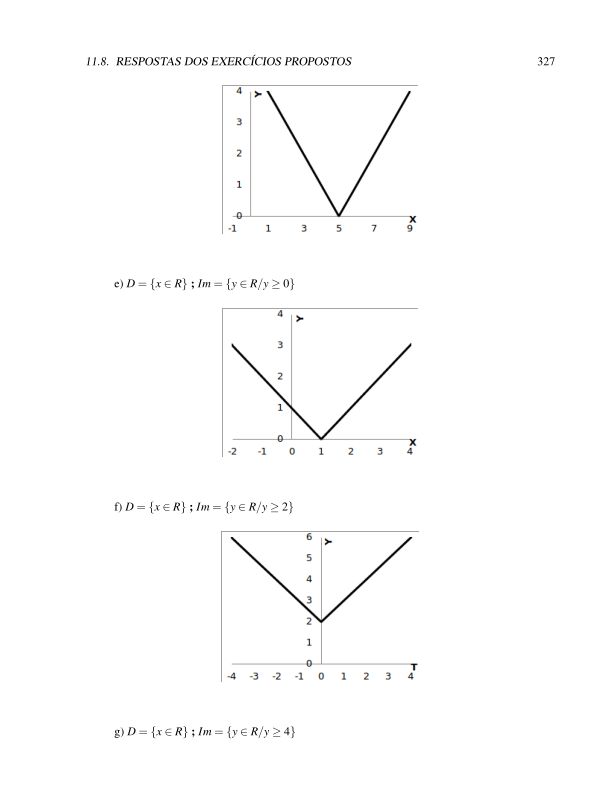 11.8. RESPOSTAS DOS EXERCÍCIOS PROPOSTOS 327
4
Y
3
2
1
0
X
-1 1 3 5 7 9
e) D = {x ∈ R} ; Im = {y ∈ R/y ≥ 0}
4
Y
3
2
1
0
X
-2 -1 0 1 2 3 4
f) D = {x ∈ R} ; Im = {y ∈ R/y ≥ 2}
6
Y
5
4
3
2
1
0
T
-4 -3 -2 -1 0 1 2 3 4
g) D = {x ∈ R} ; Im = {y ∈ R/y ≥ 4}